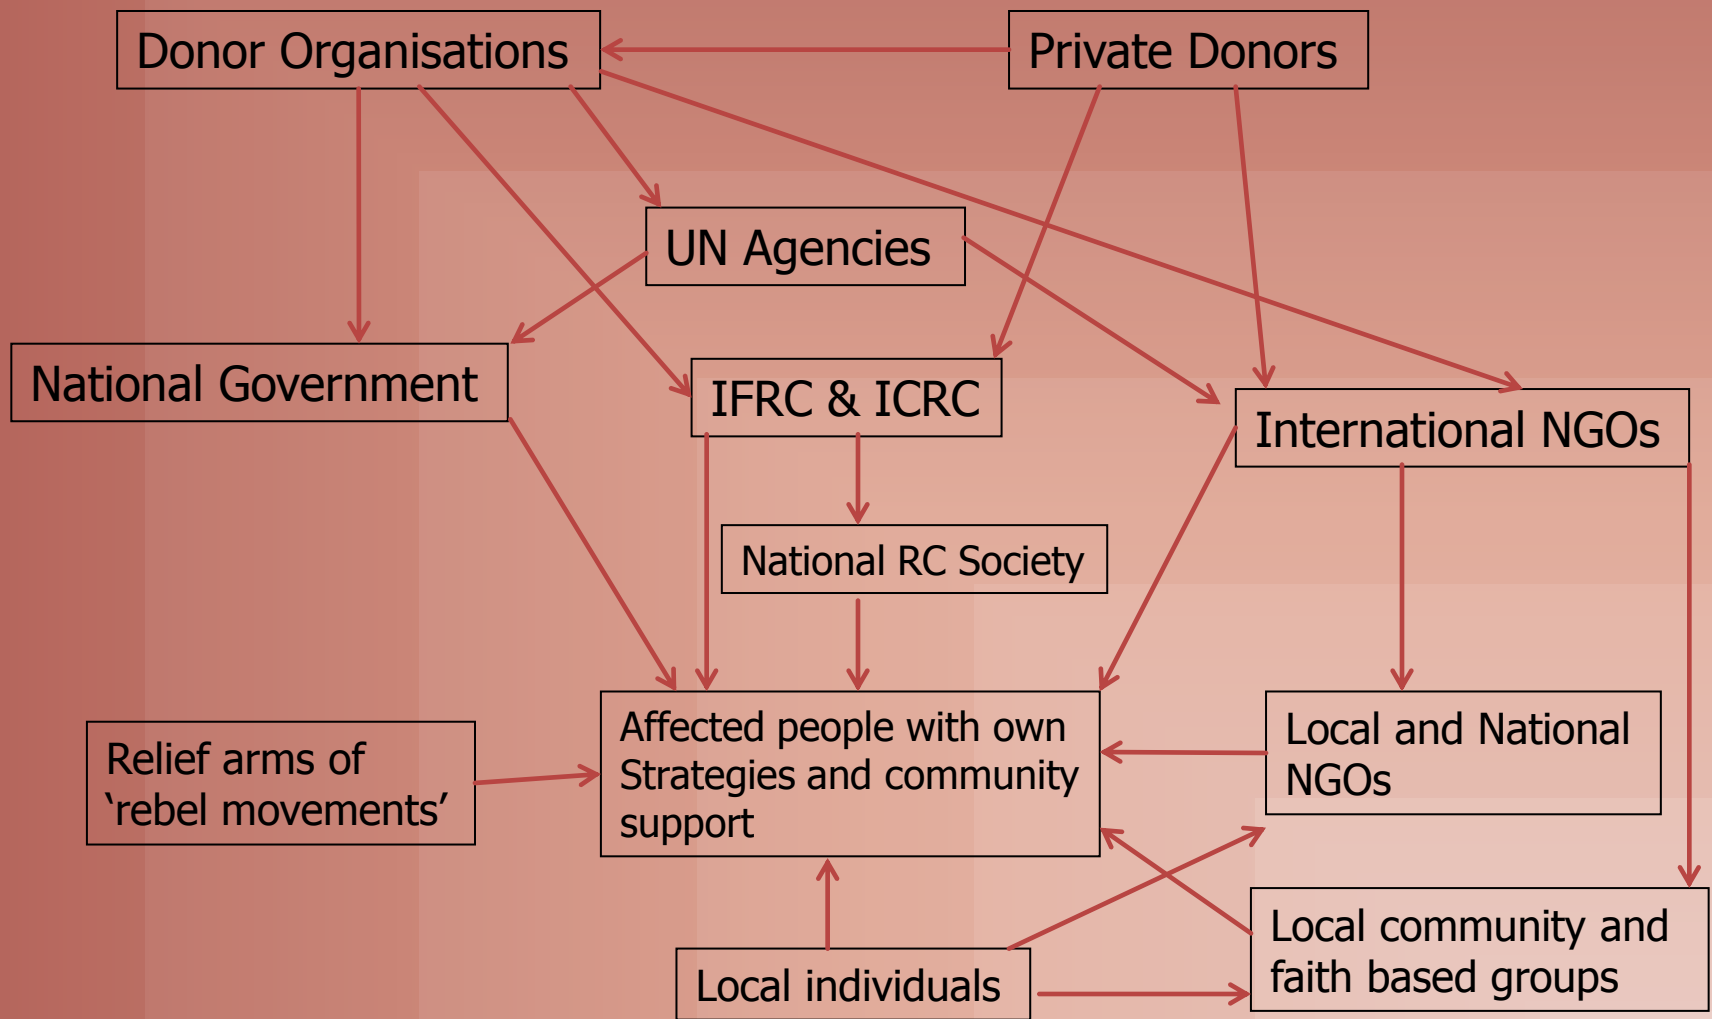 Donor Organisations
Private Donors
UN Agencies
National Government
IFRC & ICRC
International NGOs
National RC Society
Relief arms of
‘rebel movements’
Affected people with own
Strategies and community
support
Local and National
NGOs
Local individuals
Local community and
faith based groups